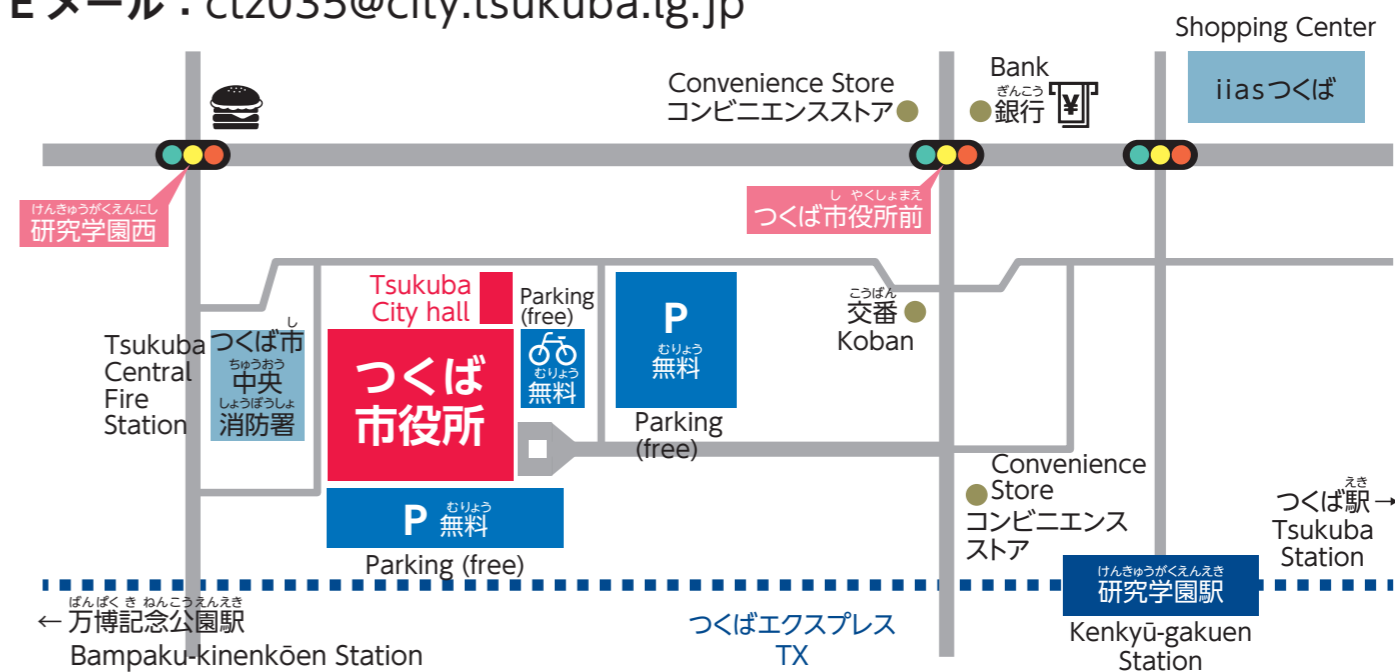 Eメール：ct2035@city.tsukuba.lg.jp
Shopping Center
iiasつくば
Convenience Store
コンビニエンスストア
Bank
ぎんこう
銀行
¥
けんきゅうがくえんにし
研究学園西
し やくしょまえ
つくば市役所前
Tsukuba
City hall
つくば
市役所
Parking
(free)
むりょう
無料
P
むりょう
無料
Parking
(free)
こうばん
交番
Koban
Tsukuba
Central
Fire
Station
し
つくば市
ちゅうおう
中央
しょうぼうしょ
消防署
P
むりょう
無料
Parking (free)
Convenience
Store
コンビニエンス
ストア
えき
つくば駅→
Tsukuba
Station
けんきゅうがくえんえき
研究学園駅
Kenkyū-gakuen
Station
ばんぱく き ねんこうえんえき
←万博記念公園駅
Bampaku-kinenkōen Station
つくばエクスプレス
TX